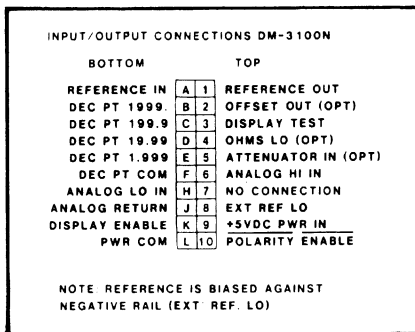 INPUT/OUTPUT CONNECTIONS DM-3100N
BOTTOM TOP
REFERENCE IN A 1 REFERENCE OUT
DEC PT 1999. B 2 OFFSET OUT (OPT)
DEC PT 199.9 C 3 DISPLAY TEST
DEC PT 19.99 D 4 OHMS LO (OPT)
DEC PT 1.999 E 5 ATTENUATOR IN (OPT)
DEC PT COM F 6 ANALOG HI IN
ANALOG LO IN H 7 NO CONNECTION
ANALOG RETURN J 8 EXT REF LO
DISPLAY ENABLE K 9 +5VDC PWR IN
PWR COM L 10 POLARITY ENABLE
NOTE REFERENCE IS BIASED AGAINST
NEGATIVE RAIL (EXT. REF. LO)